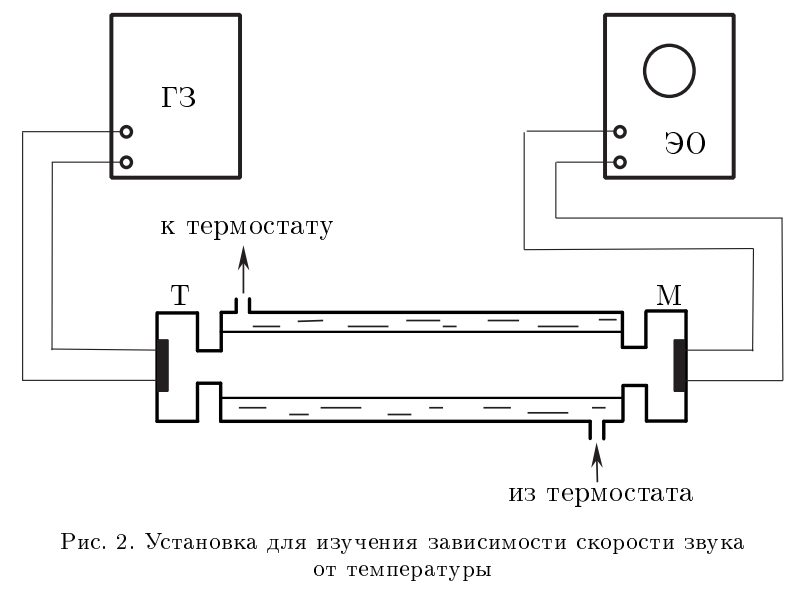 ГЗ
ЭО
к термостату
Т
М
из термостата
Рис. 2. Установка для изучения зависимости скорости звука
от температуры